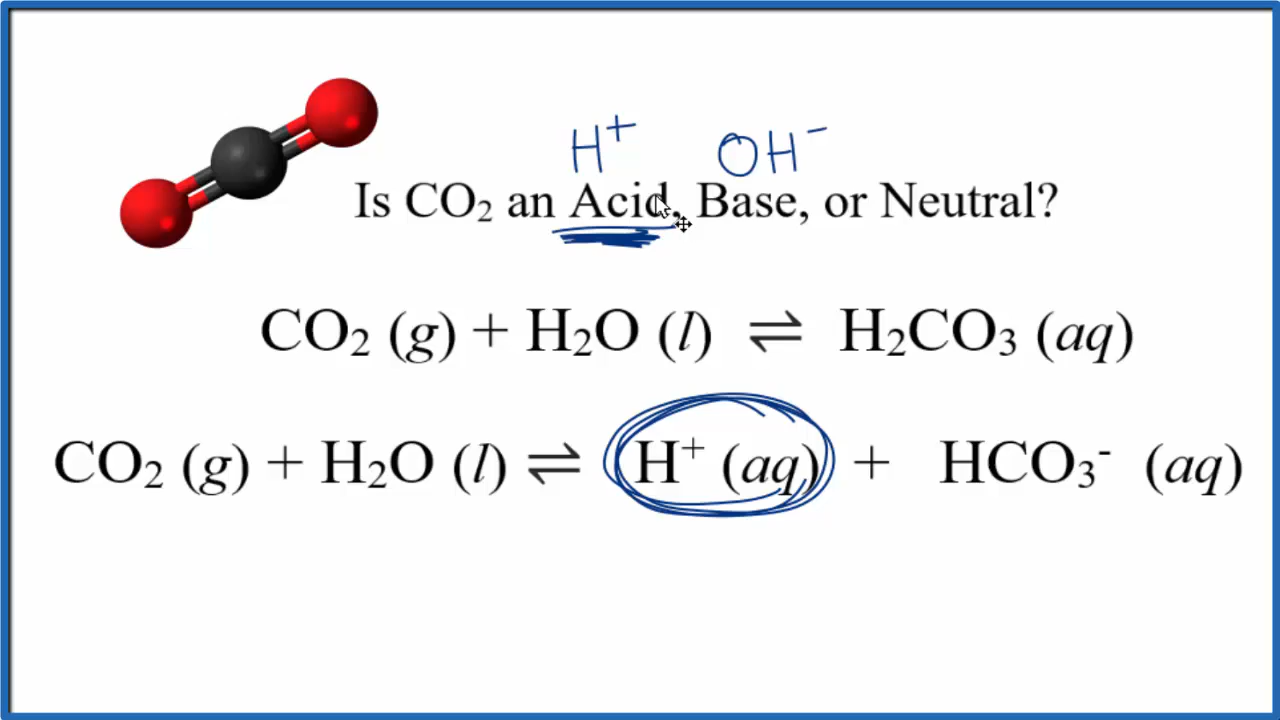 H⁺ OH⁻
Is CO₂ an Acid, Base, or Neutral?
CO₂ (g) + H₂O (l) ⇌ H₂CO₃ (aq)
CO₂ (g) + H₂O (l) ⇌ H⁺ (aq) + HCO₃⁻ (aq)